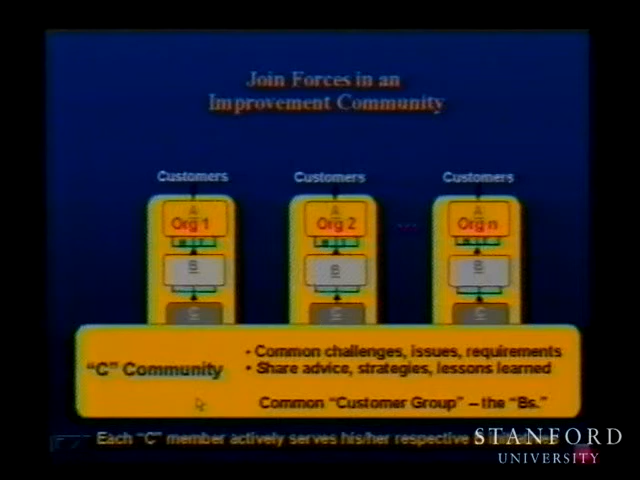 Join Forces in an
Improvement Community
Customers
Customers
Customers
A
Org 1
A
Org 2
...
A
Org n
B
B
B
C
C
C
"C" Community
• Common challenges, issues, requirements
• Share advice, strategies, lessons learned
Common "Customer Group" – the "Bs."
Each "C" member actively serves his/her respective
STANFORD
UNIVERSITY